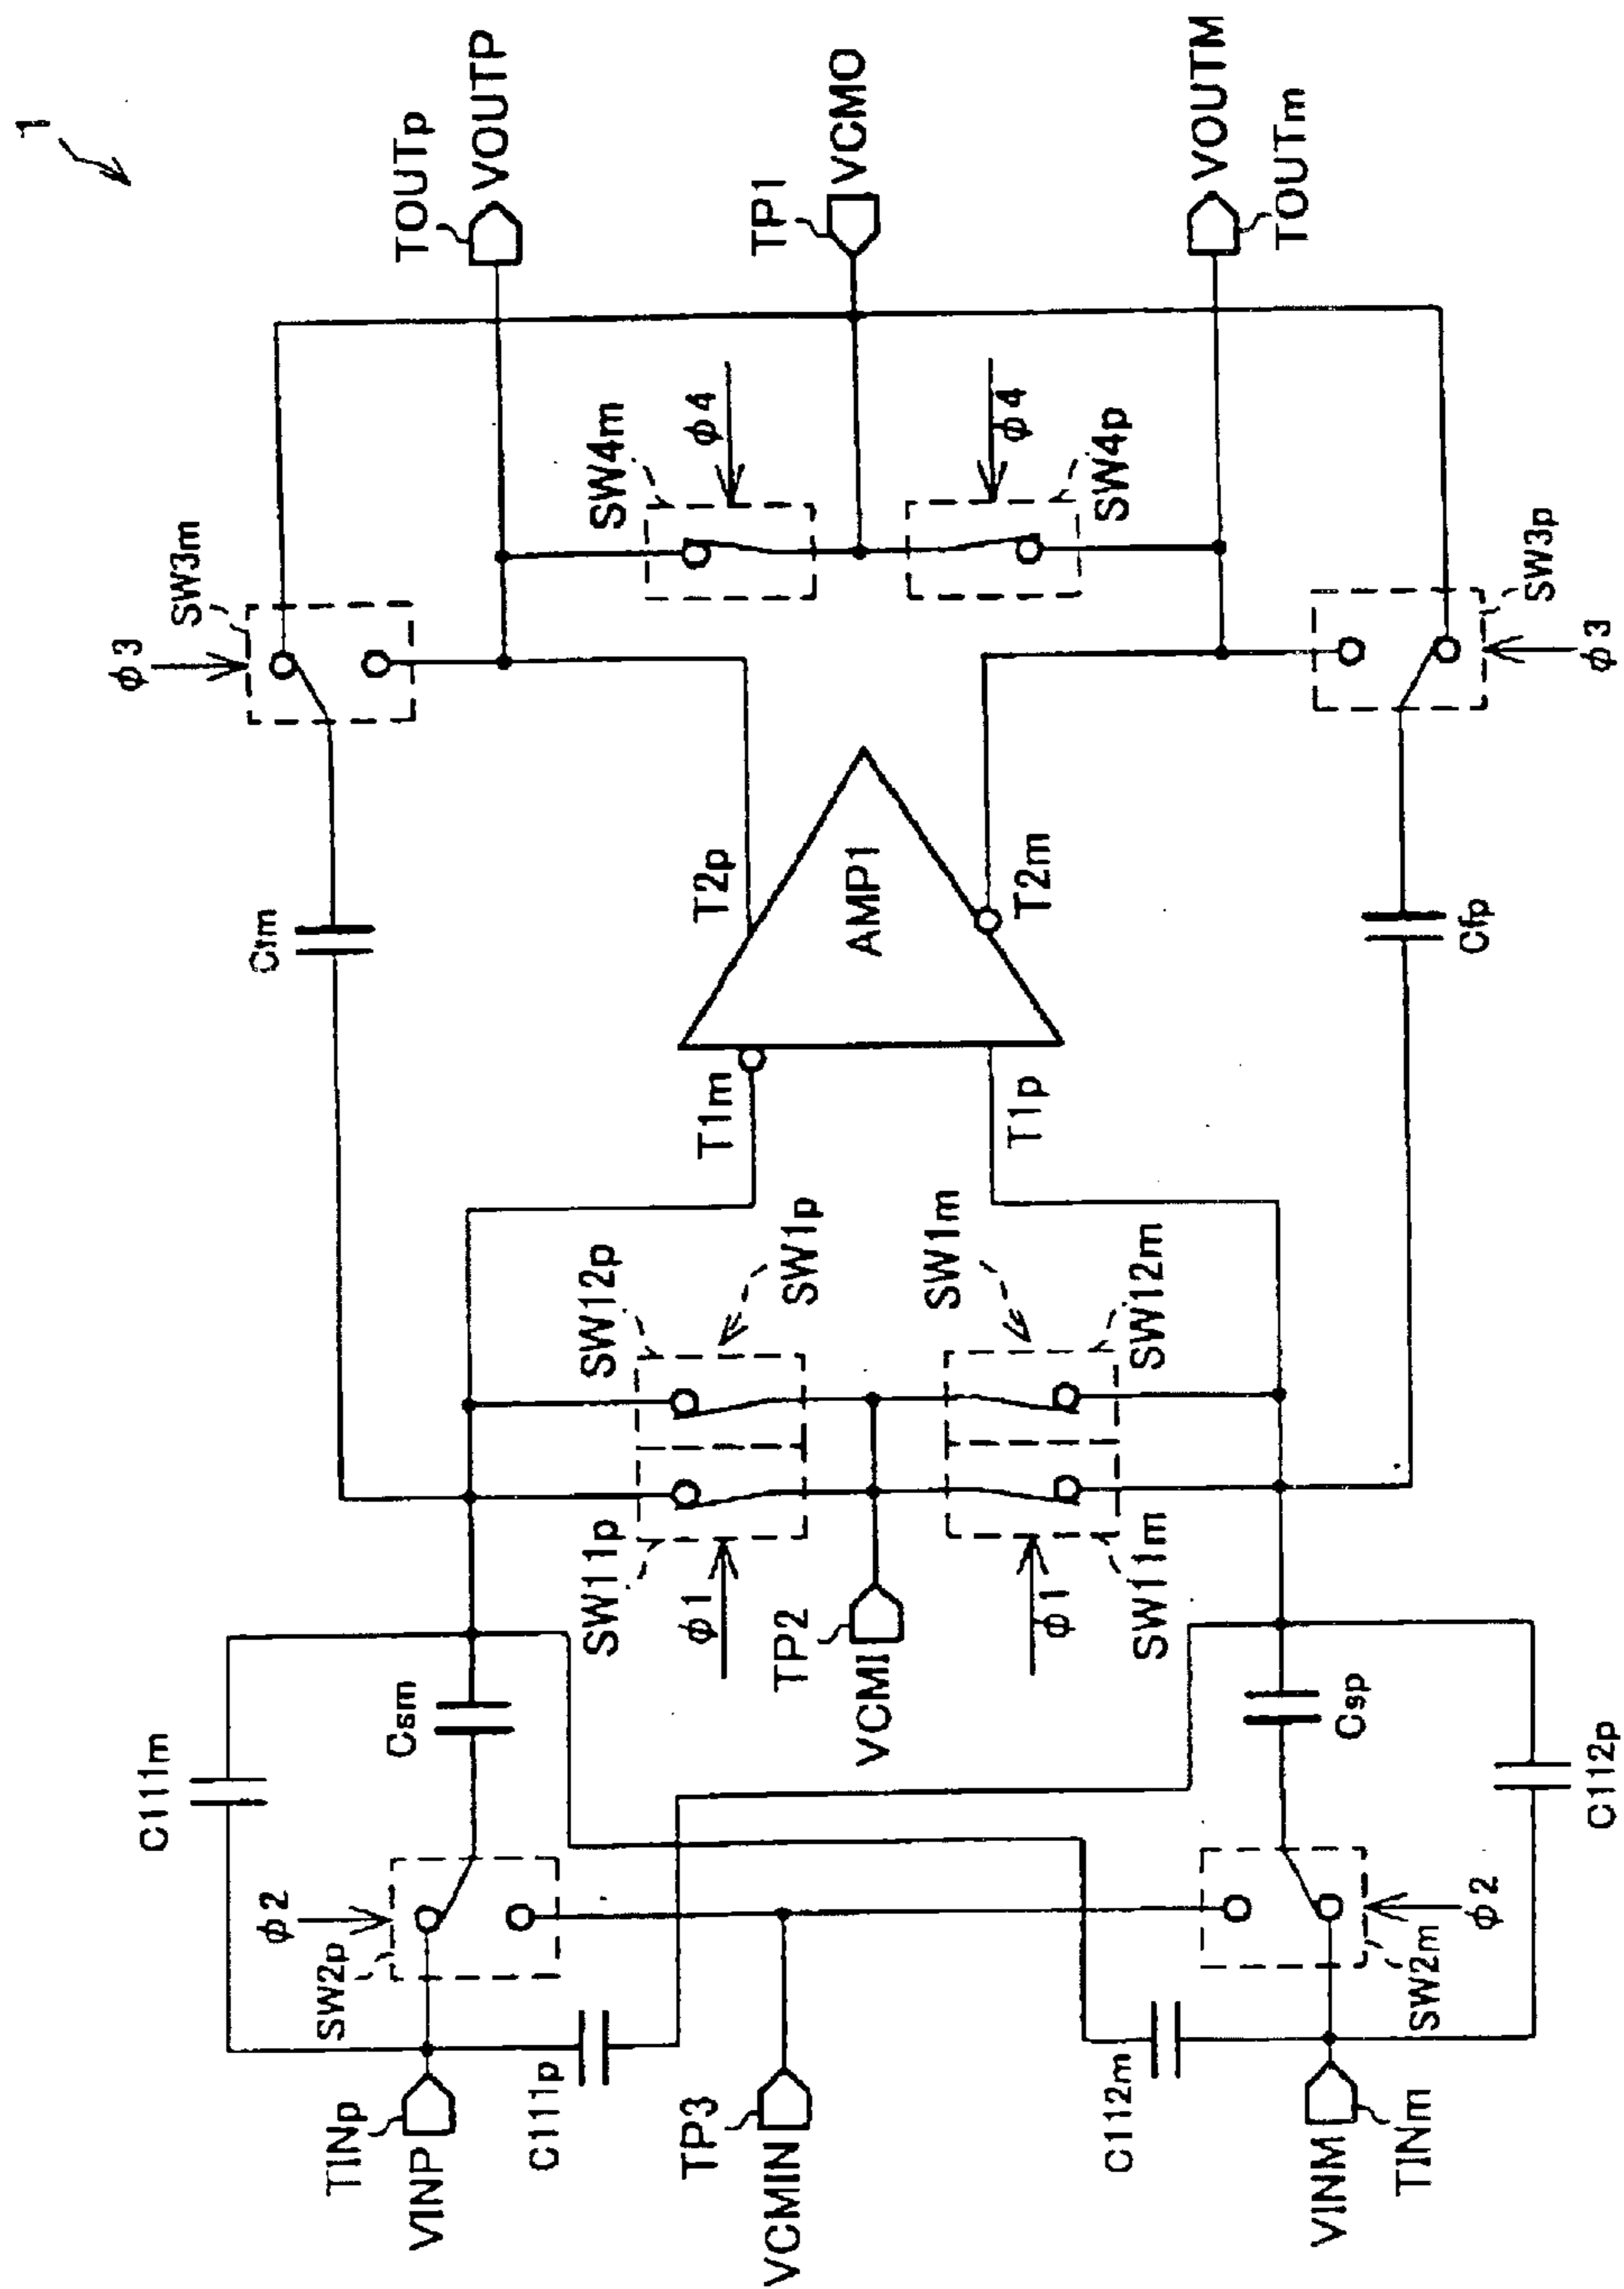 1
TOUTp
VOUTP
TP1
VCMO
VOUTM
TOUTm
φ3
SW3m
SW4m
φ4
φ4
SW4p
SW3p
φ3
Cfm
T2p
AMP1
T2m
Cfp
T1m
T1p
SW12p
SW1p
SW1m
SW12m
SW11p
φ1
TP2
VCMI
φ1
SW11m
C111m
Csm
Csp
C112p
φ2
SW2p
SW2m
φ2
TINp
VINP
C111p
TP3
VCMIN
C112m
VINM
TINm